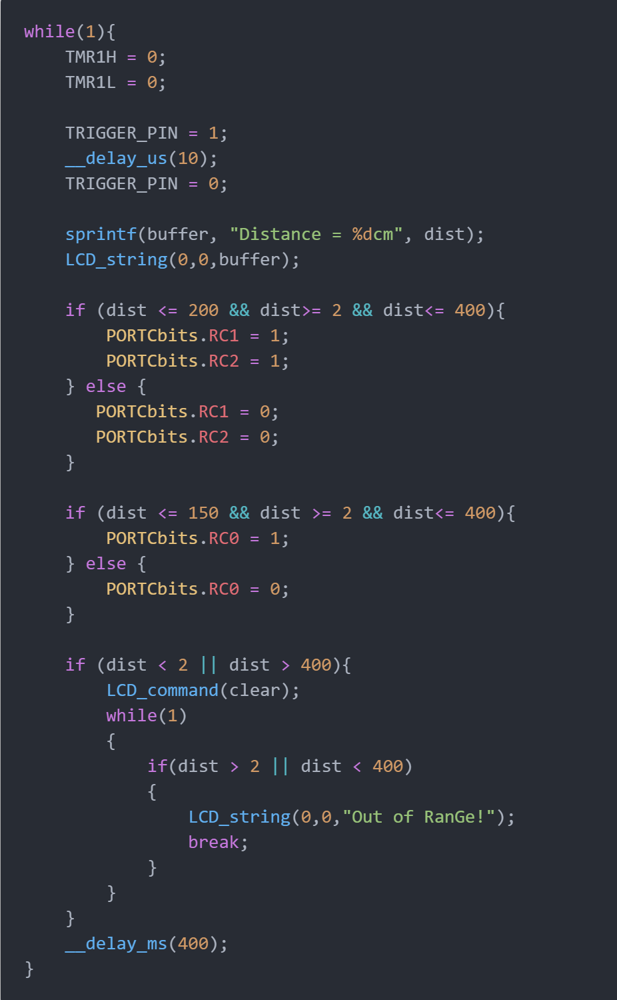 while(1){
    TMR1H = 0;
    TMR1L = 0;

    TRIGGER_PIN = 1;
    __delay_us(10);
    TRIGGER_PIN = 0;

    sprintf(buffer, "Distance = %dcm", dist);
    LCD_string(0,0,buffer);

    if (dist <= 200 && dist>= 2 && dist<= 400){
        PORTCbits.RC1 = 1;
        PORTCbits.RC2 = 1;
    } else {
       PORTCbits.RC1 = 0;
       PORTCbits.RC2 = 0;
    }

    if (dist <= 150 && dist >= 2 && dist<= 400){
        PORTCbits.RC0 = 1;
    } else {
        PORTCbits.RC0 = 0;
    }

    if (dist < 2 || dist > 400){
        LCD_command(clear);
        while(1)
        {
            if(dist > 2 || dist < 400)
            {
                LCD_string(0,0,"Out of RanGe!");
                break;
            }
        }
    }
    __delay_ms(400);
}